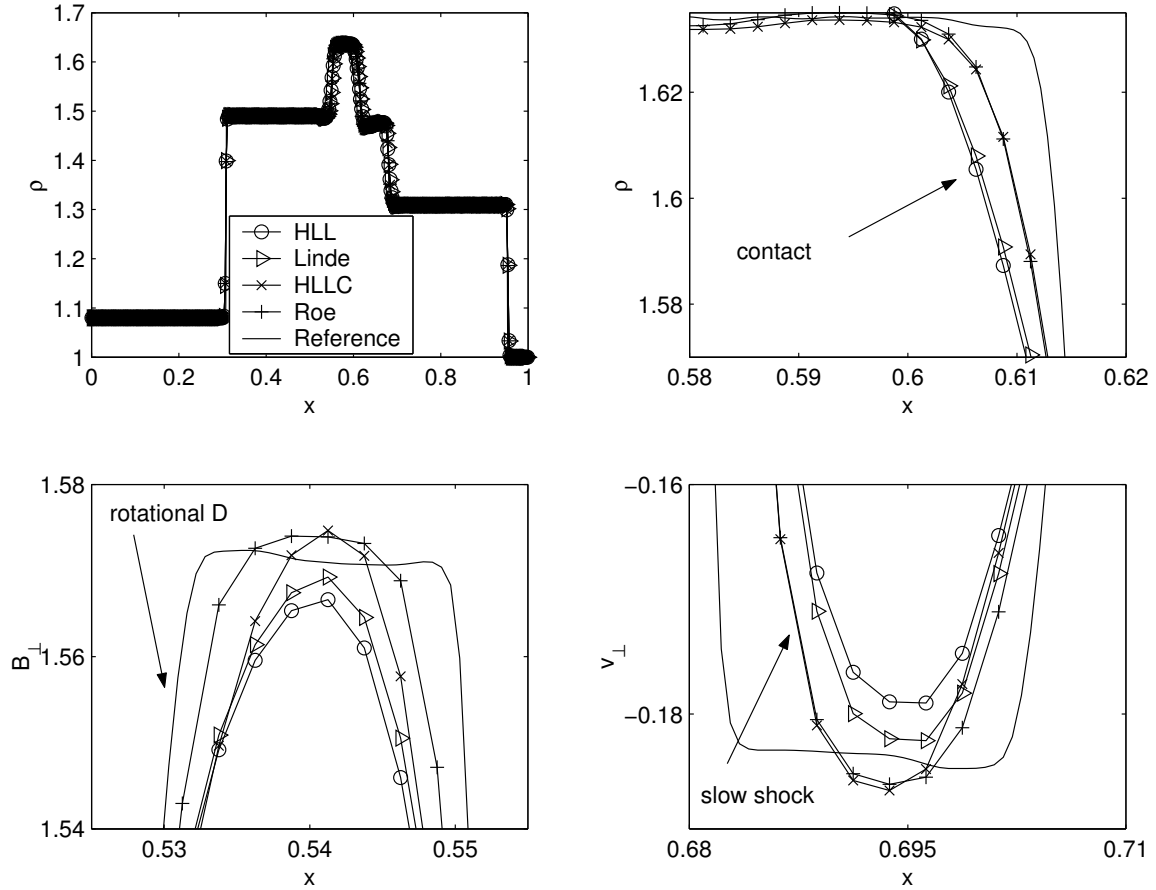 1.7
1.6
1.5
1.4
1.3
1.2
1.1
1
ρ
0 0.2 0.4 0.6 0.8 1
x
HLL
Linde
HLLC
Roe
Reference
1.62
1.6
1.58
ρ
contact
0.58 0.59 0.6 0.61 0.62
x
1.58
1.56
1.54
B⊥
rotational D
0.53 0.54 0.55
x
−0.16
−0.18
v⊥
slow shock
0.68 0.695 0.71
x